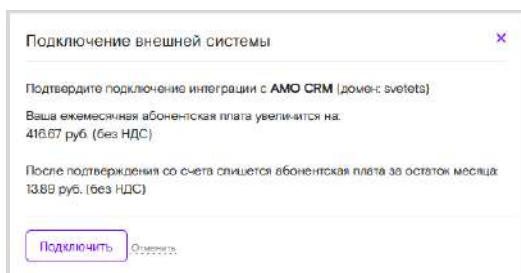 Подключение внешней системы
Подтвердите подключение интеграции с AMO CRM (домен: svetets)
Ваша ежемесячная абонентская плата увеличится на:
416.67 руб. (без НДС)
После подтверждения со счета спишется абонентская плата за остаток месяца:
13.89 руб. (без НДС)
Подключить Отменить